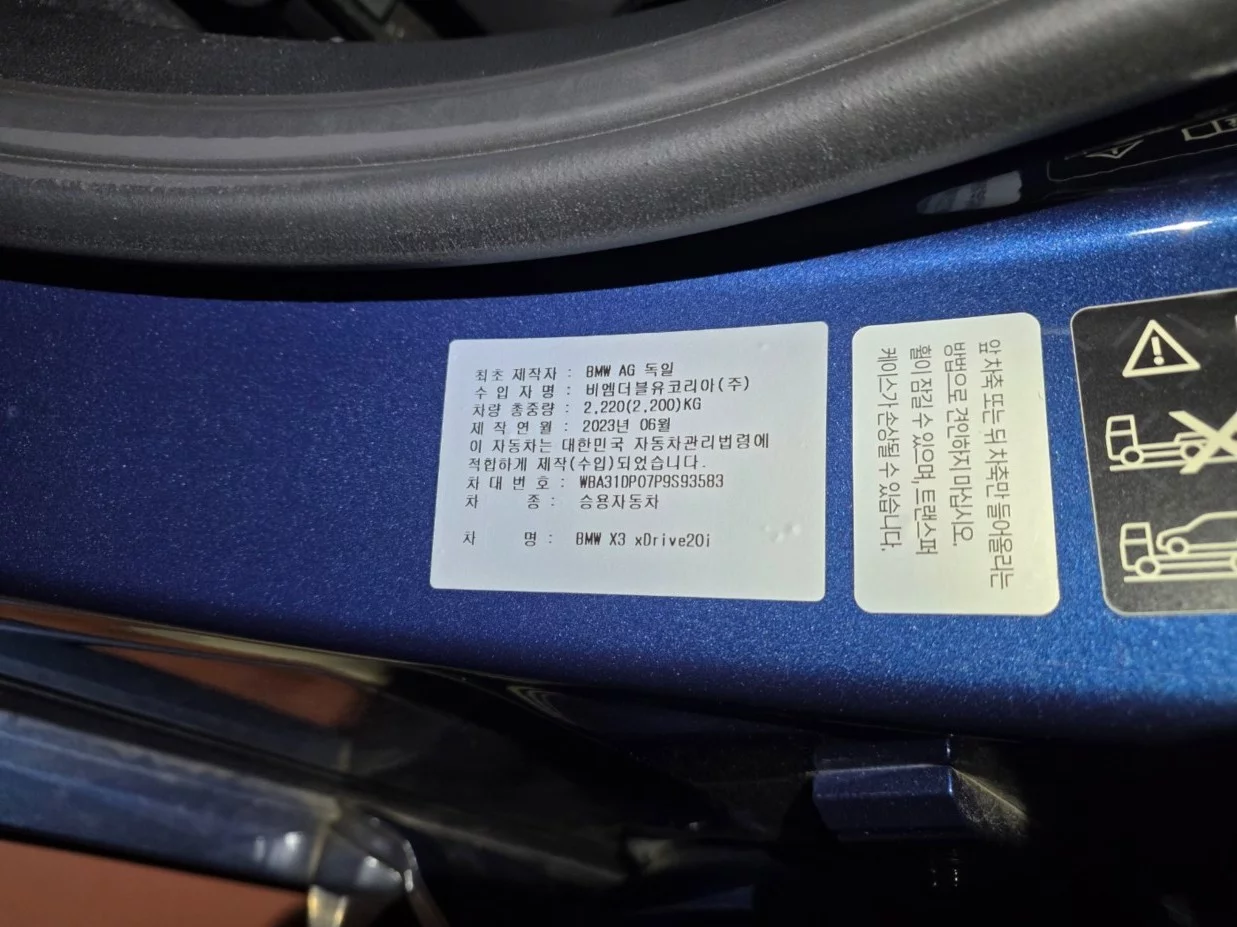 최초 제작자 : BMW AG 독일
수 입 자 명 : 비엠더블유코리아(주)
차량 총중량 : 2,220(2,200)KG
제 작 연 월 : 2023년 06월
이 자동차는 대한민국 자동차관리법령에
적합하게 제작(수입)되었습니다.
차 대 번 호 : WBA31DP07P9S93583
차 종 : 승용자동차
차 명 : BMW X3 xDrive20i
앞 차축 또는 뒤 차축만 들어올리는
방법으로 견인하지 마십시오.
휠이 잠길 수 있으며, 트랜스퍼
케이스가 손상될 수 있습니다.